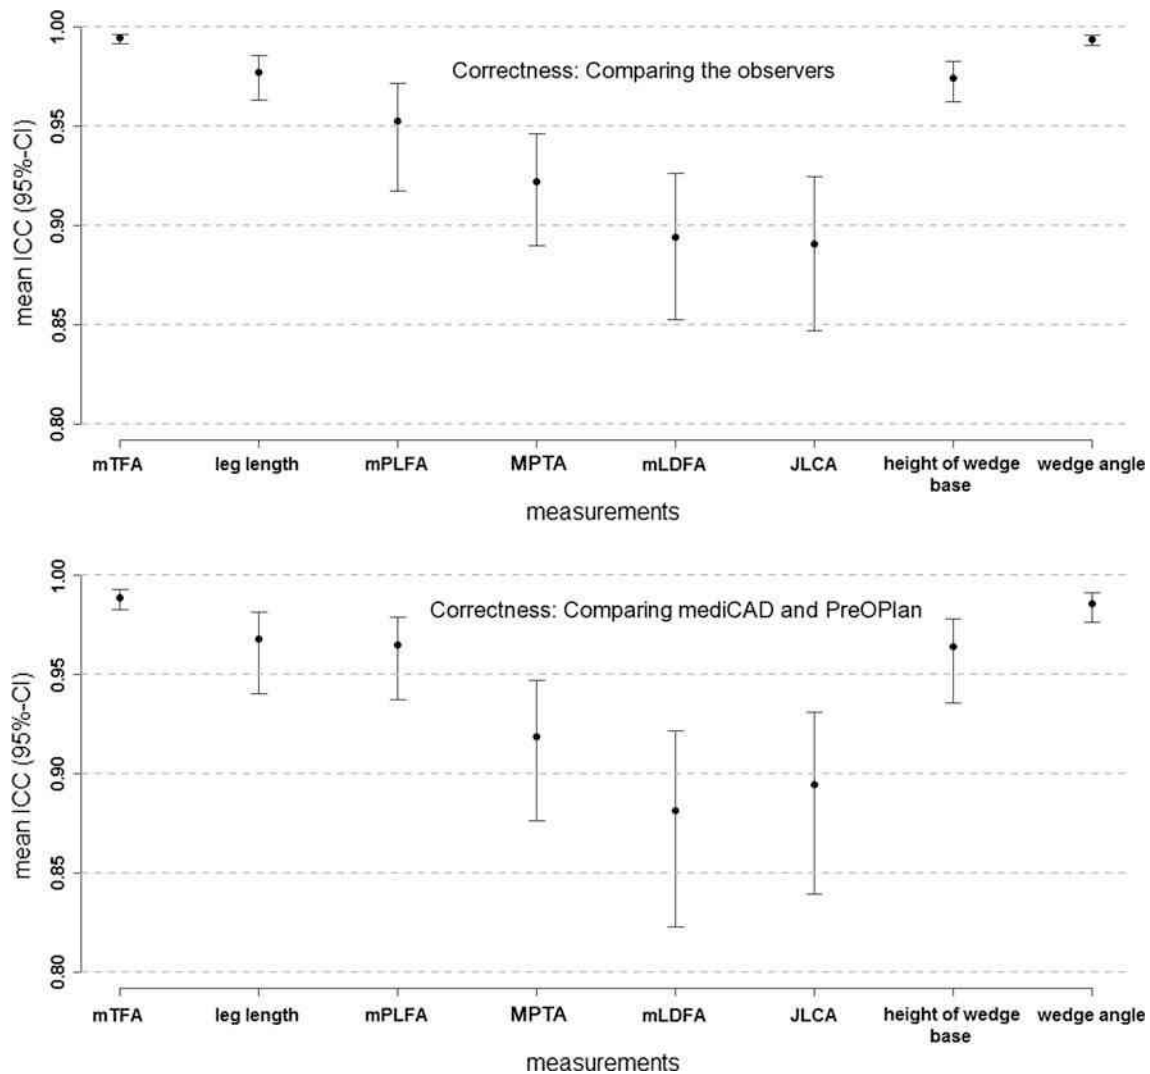 Correctness: Comparing the observers
mean ICC (95%-CI)
1.00
0.95
0.90
0.85
0.80
mTFA leg length mPLFA MPTA mLDFA JLCA height of wedge wedge angle
base
measurements
Correctness: Comparing mediCAD and PreOPlan
mean ICC (95%-CI)
1.00
0.95
0.90
0.85
0.80
mTFA leg length mPLFA MPTA mLDFA JLCA height of wedge wedge angle
base
measurements